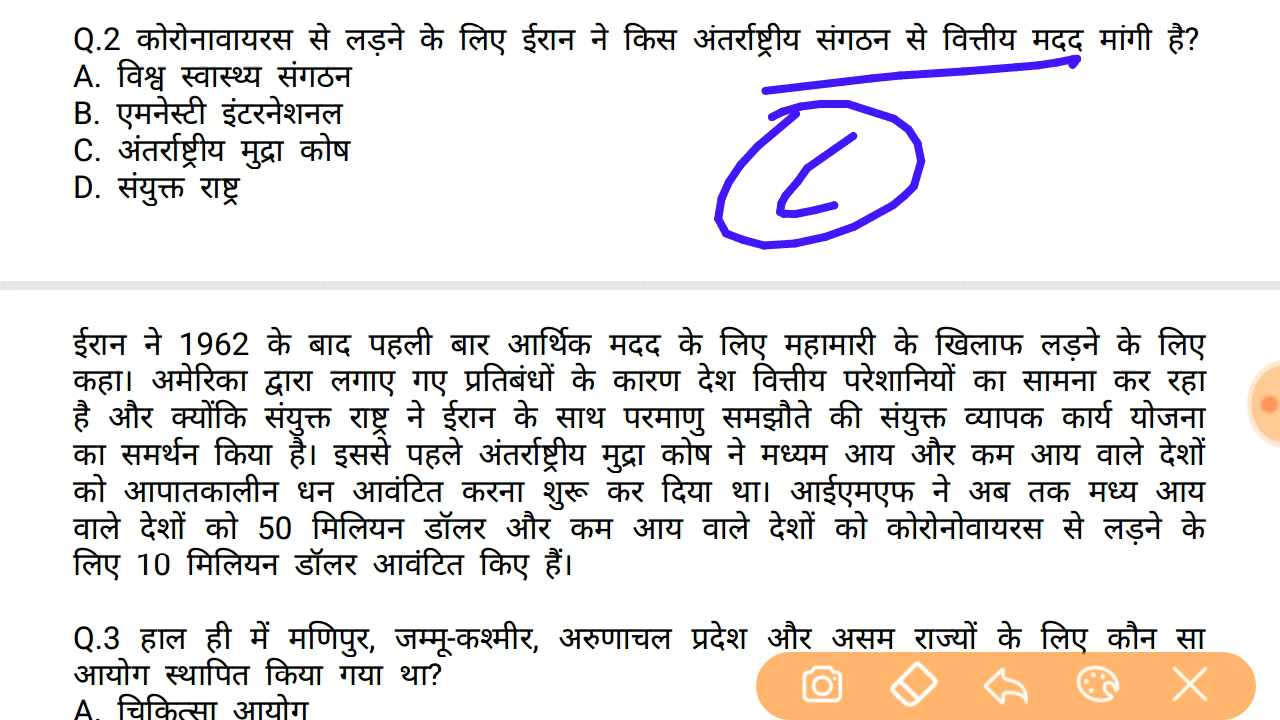 Q.2 कोरोनावायरस से लड़ने के लिए ईरान ने किस अंतर्राष्ट्रीय संगठन से वित्तीय मदद मांगी है?
A. विश्व स्वास्थ्य संगठन
B. एमनेस्टी इंटरनेशनल
C. अंतर्राष्ट्रीय मुद्रा कोष
D. संयुक्त राष्ट्र
C
ईरान ने 1962 के बाद पहली बार आर्थिक मदद के लिए महामारी के खिलाफ लड़ने के लिए
कहा। अमेरिका द्वारा लगाए गए प्रतिबंधों के कारण देश वित्तीय परेशानियों का सामना कर रहा
है और क्योंकि संयुक्त राष्ट्र ने ईरान के साथ परमाणु समझौते की संयुक्त व्यापक कार्य योजना
का समर्थन किया है। इससे पहले अंतर्राष्ट्रीय मुद्रा कोष ने मध्यम आय और कम आय वाले देशों
को आपातकालीन धन आवंटित करना शुरू कर दिया था। आईएमएफ ने अब तक मध्य आय
वाले देशों को 50 मिलियन डॉलर और कम आय वाले देशों को कोरोनोवायरस से लड़ने के
लिए 10 मिलियन डॉलर आवंटित किए हैं।
Q.3 हाल ही में मणिपुर, जम्मू-कश्मीर, अरुणाचल प्रदेश और असम राज्यों के लिए कौन सा
आयोग स्थापित किया गया था?
A. चिकित्सा आयोग